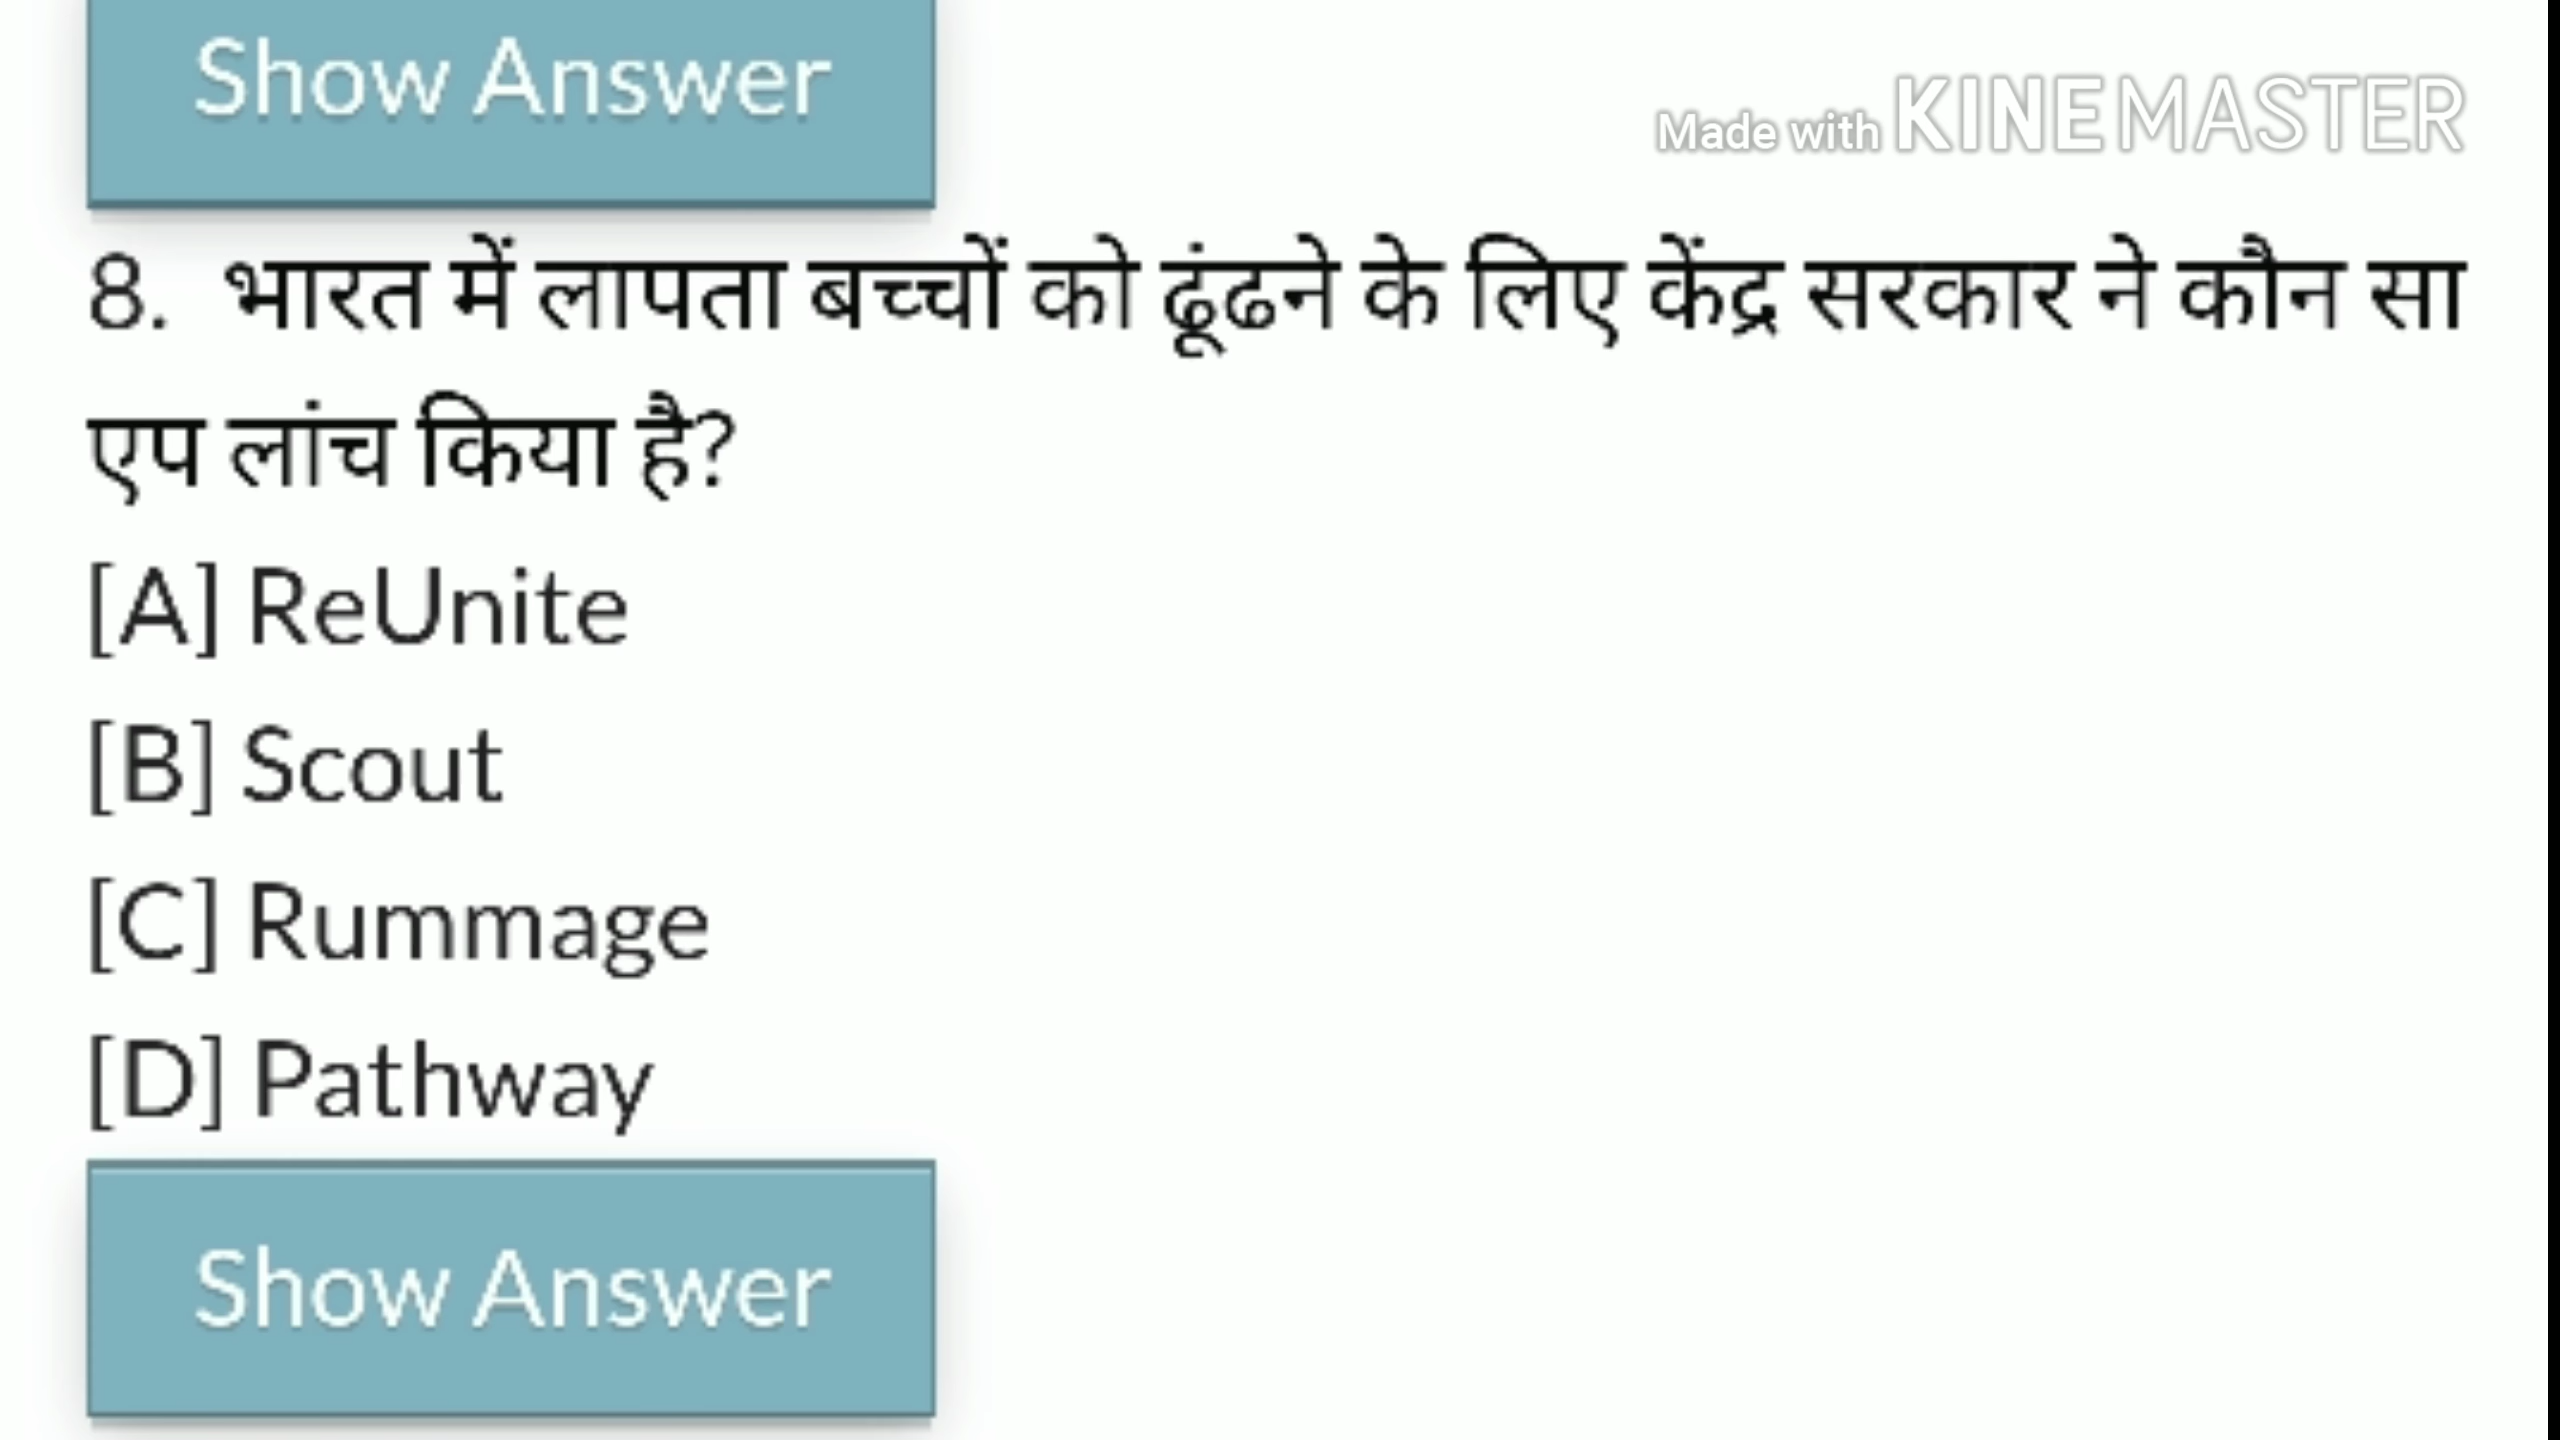 Show Answer
Made with KINEMASTER
8. भारत में लापता बच्चों को ढूंढने के लिए केंद्र सरकार ने कौन सा
एप लांच किया है?
[A] ReUnite
[B] Scout
[C] Rummage
[D] Pathway
Show Answer